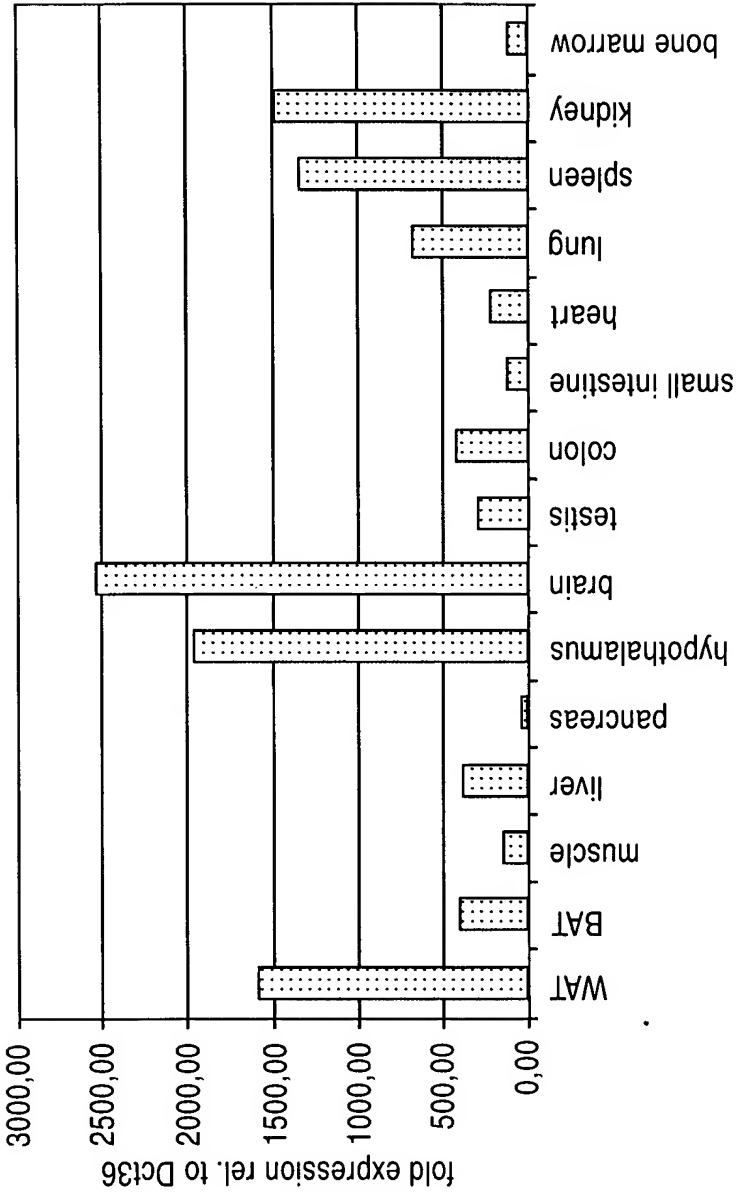 fold expression rel. to Dct36
3000,00
2500,00
2000,00
1500,00
1000,00
500,00
0,00
WAT
BAT
muscle
liver
pancreas
hypothalamus
brain
testis
colon
small intestine
heart
lung
spleen
kidney
bone marrow